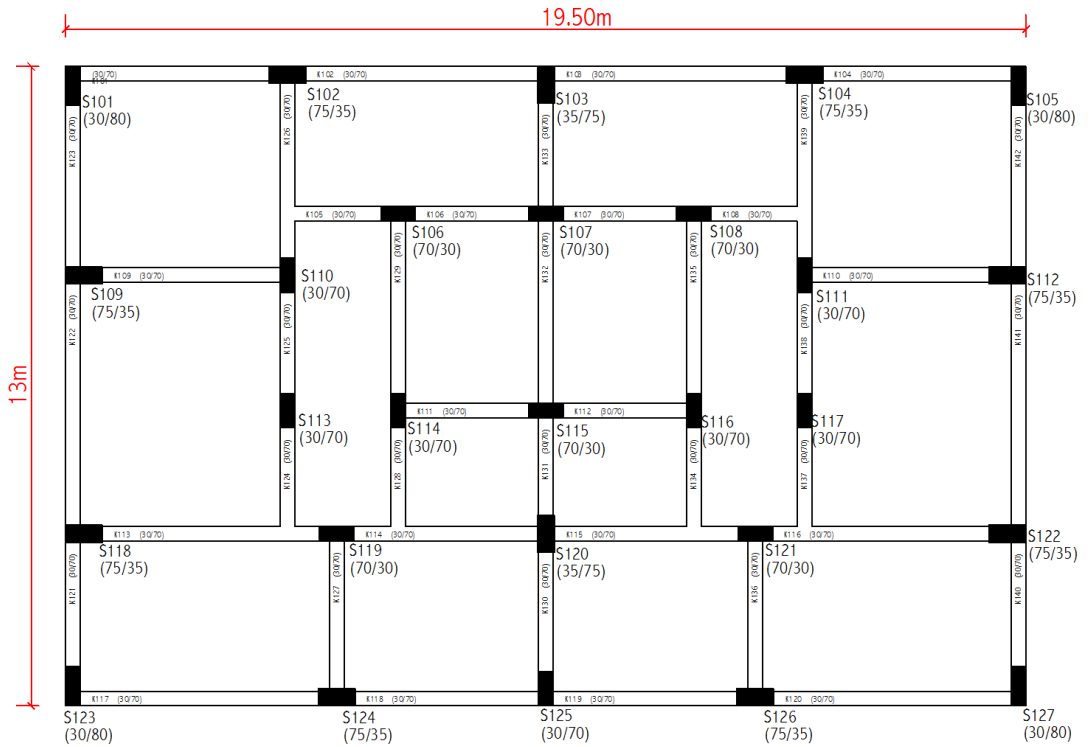 19.50m
13m
(30/70)
K101
K102 (30/70)
K103 (30/70)
K104 (30/70)
S101
(30/80)
S102
(75/35)
S103
(35/75)
S104
(75/35)
S105
(30/80)
K123 (30/70)
K126 (30/70)
K133 (30/70)
K139 (30/70)
K142 (30/70)
K105 (30/70)
K106 (30/70)
K107 (30/70)
K108 (30/70)
S106
(70/30)
S107
(70/30)
S108
(70/30)
K129 (30/70)
K132 (30/70)
K135 (30/70)
K109 (30/70)
K110 (30/70)
S109
(75/35)
S110
(30/70)
S111
(30/70)
S112
(75/35)
K122 (30/70)
K125 (30/70)
K138 (30/70)
K141 (30/70)
K111 (30/70)
K112 (30/70)
S113
(30/70)
S114
(30/70)
S115
(70/30)
S116
(30/70)
S117
(30/70)
K124 (30/70)
K128 (30/70)
K131 (30/70)
K134 (30/70)
K137 (30/70)
K113 (30/70)
K114 (30/70)
K115 (30/70)
K116 (30/70)
S118
(75/35)
S119
(70/30)
S120
(35/75)
S121
(70/30)
S122
(75/35)
K121 (30/70)
K127 (30/70)
K130 (30/70)
K136 (30/70)
K140 (30/70)
K117 (30/70)
K118 (30/70)
K119 (30/70)
K120 (30/70)
S123
(30/80)
S124
(75/35)
S125
(30/70)
S126
(75/35)
S127
(30/80)